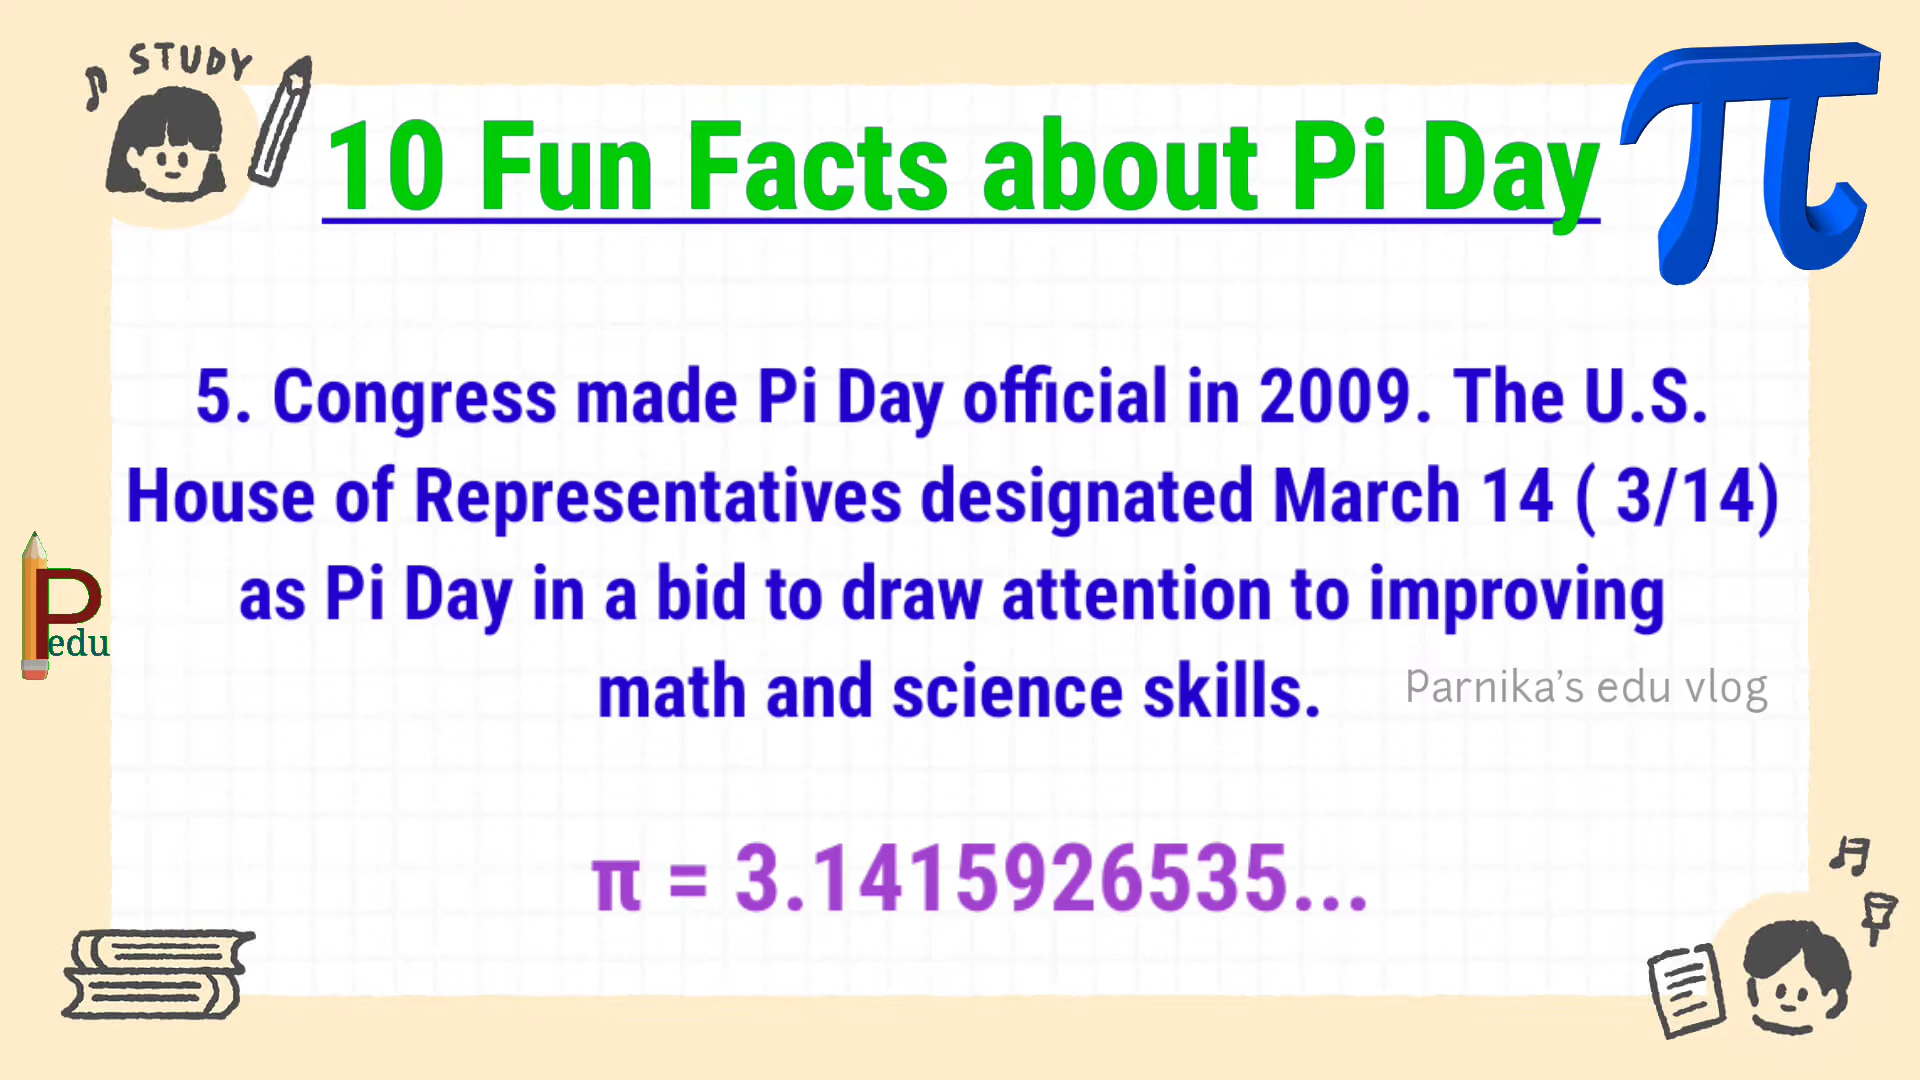 STUDY
10 Fun Facts about Pi Day
π
5. Congress made Pi Day official in 2009. The U.S.
House of Representatives designated March 14 ( 3/14)
as Pi Day in a bid to draw attention to improving
math and science skills.
Parnika's edu vlog
P
edu
π = 3.1415926535...